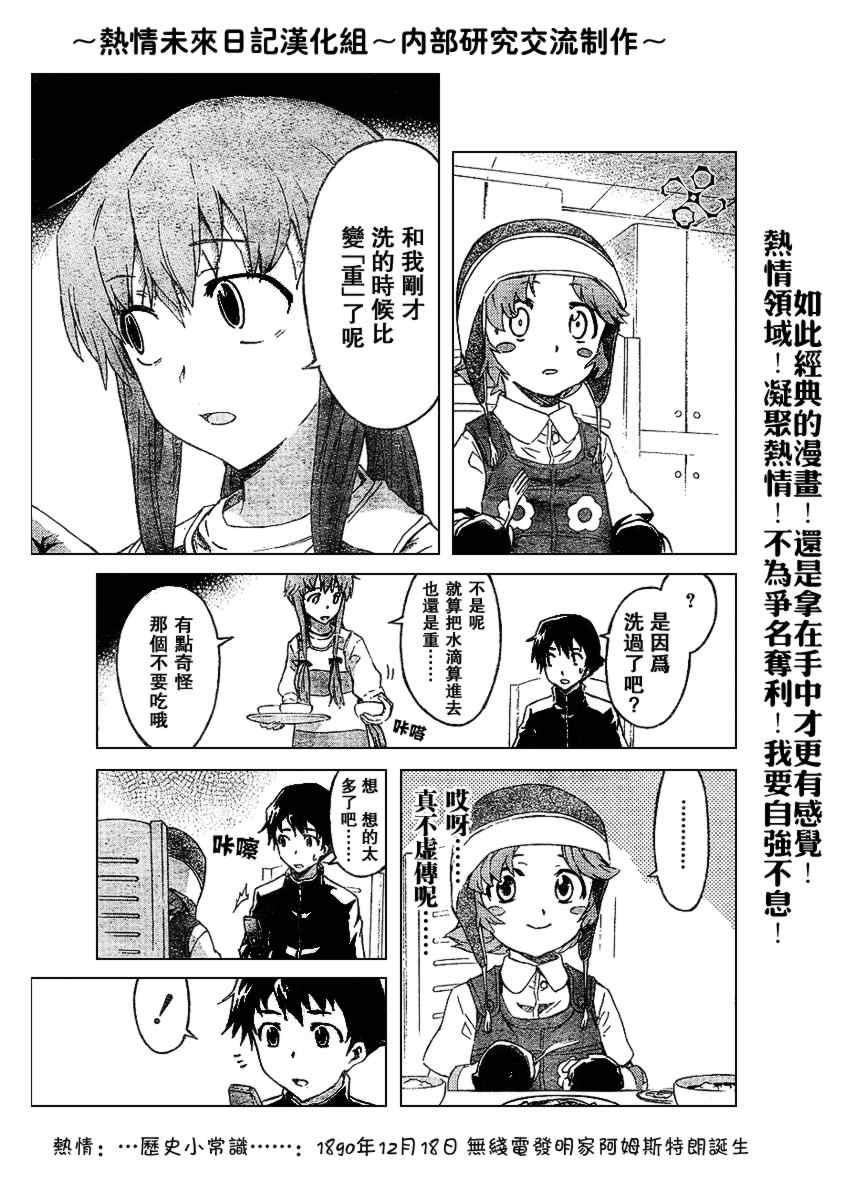 ～熱情未來日記漢化組～内部研究交流制作～
如此經典的漫畫！還是拿在手中才更有感覺！
熱情領域！凝聚熱情！不為爭名奪利！我要自強不息！
和我剛才
洗的時候比
變「重」了呢
？
是因爲
洗過了吧？
不是呢
就算把水滴算進去
也還是重……
咔嗒
有點奇怪
那個不要吃哦
………
哎呀……
真不虛傳呢……
想 想的太
多了吧……
咔嚓
！
熱情：…歷史小常識……：1890年12月18日 無綫電發明家阿姆斯特朗誕生